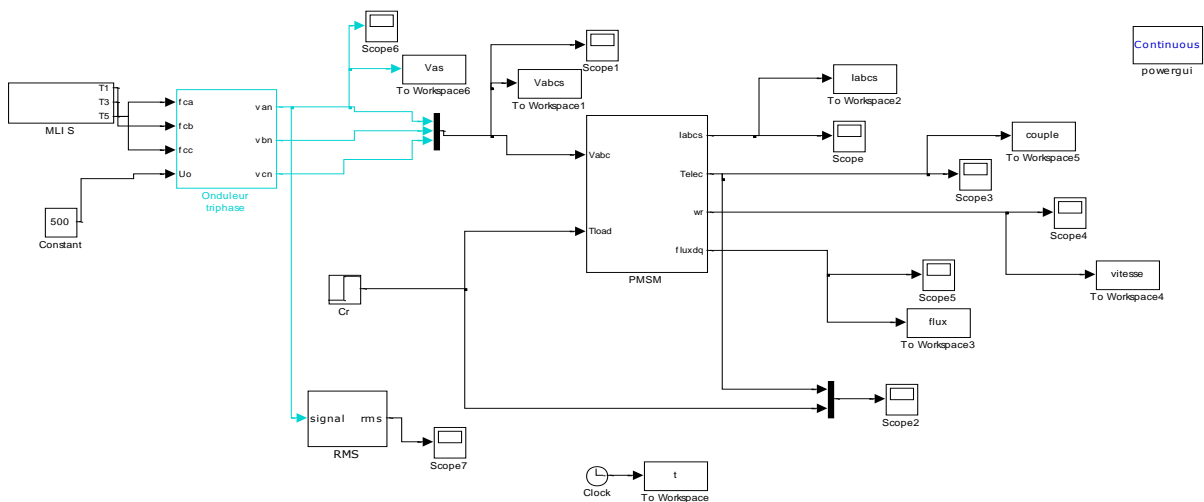 Scope6
Vas
To Workspace6
Scope1
Vabcs
To Workspace1
Iabcs
To Workspace2
Continuous
powergui
T1
T3
T5
MLI S
fca
fcb
fcc
Uo
van
vbn
vcn
Onduleur
triphase
500
Constant
Vabc
Tload
Iabcs
Telec
wr
fluxdq
PMSM
Scope
couple
To Workspace5
Scope3
Scope4
vitesse
To Workspace4
Scope5
flux
To Workspace3
Cr
Scope2
signal
rms
RMS
Scope7
Clock
t
To Workspace